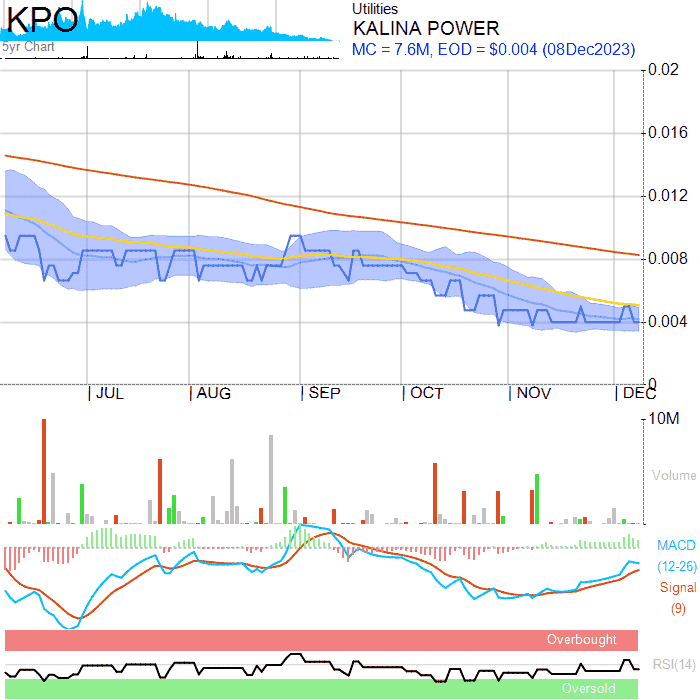 KPO
Utilities
KALINA POWER
5yr Chart
MC = 7.6M, EOD = $0.004 (08Dec2023)
0.02
0.016
0.012
0.008
0.004
0
JUL AUG SEP OCT NOV DEC
10M
Volume
MACD
(12-26)
Signal
(9)
Overbought
RSI(14)
Oversold